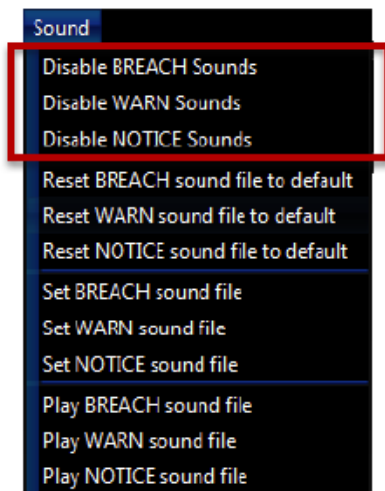 Sound
Disable BREACH Sounds
Disable WARN Sounds
Disable NOTICE Sounds
Reset BREACH sound file to default
Reset WARN sound file to default
Reset NOTICE sound file to default
Set BREACH sound file
Set WARN sound file
Set NOTICE sound file
Play BREACH sound file
Play WARN sound file
Play NOTICE sound file